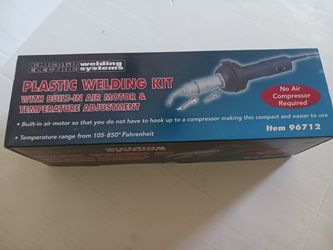 CHICAGO ELECTRIC welding systems
PLASTIC WELDING KIT
WITH BUILT-IN AIR MOTOR &
TEMPERATURE ADJUSTMENT
No Air
Compressor
Required
• Built-in air motor so that you do not have to hook up to a compressor making this compact and easier to use.
• Temperature range from 105-850° Fahrenheit
Item 96712